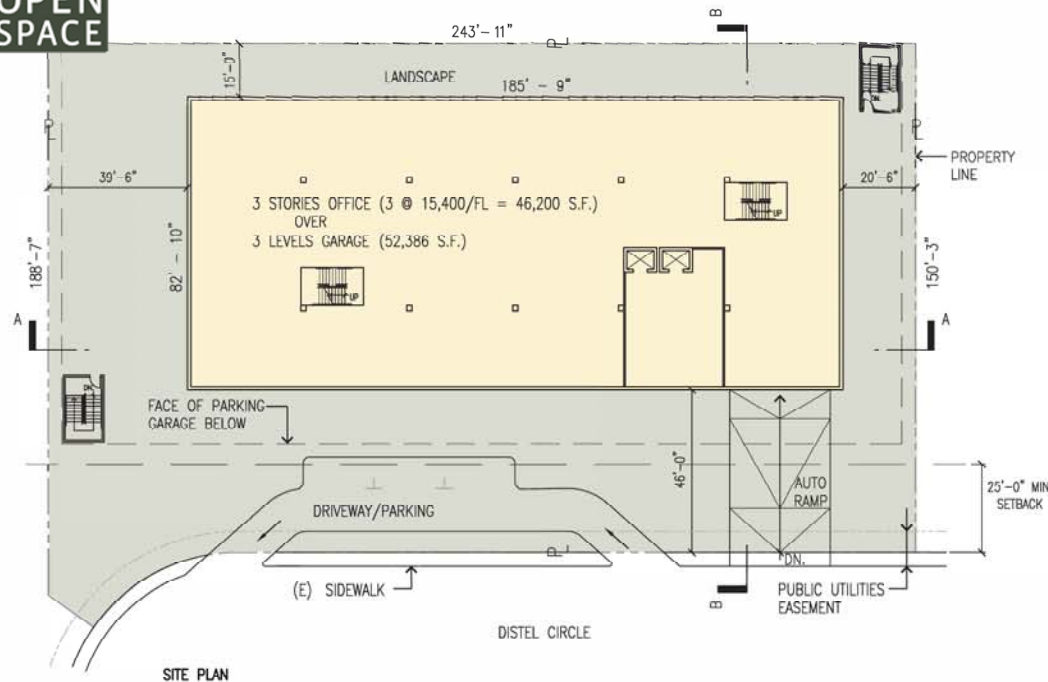 OPEN
SPACE
243'-11"
B
P
L
15'-0"
LANDSCAPE
185' - 9"
DN
P
L
P
L
PROPERTY
LINE
39'-6"
20'-6"
3 STORIES OFFICE (3 @ 15,400/FL = 46,200 S.F.)
OVER
3 LEVELS GARAGE (52,386 S.F.)
UP
188'-7"
82' - 10"
UP
150'-3"
A
A
DN.
FACE OF PARKING
GARAGE BELOW
46'-0"
AUTO
RAMP
25'-0" MIN
SETBACK
DRIVEWAY/PARKING
P
L
DN.
(E) SIDEWALK
B
PUBLIC UTILITIES
EASEMENT
DISTEL CIRCLE
SITE PLAN